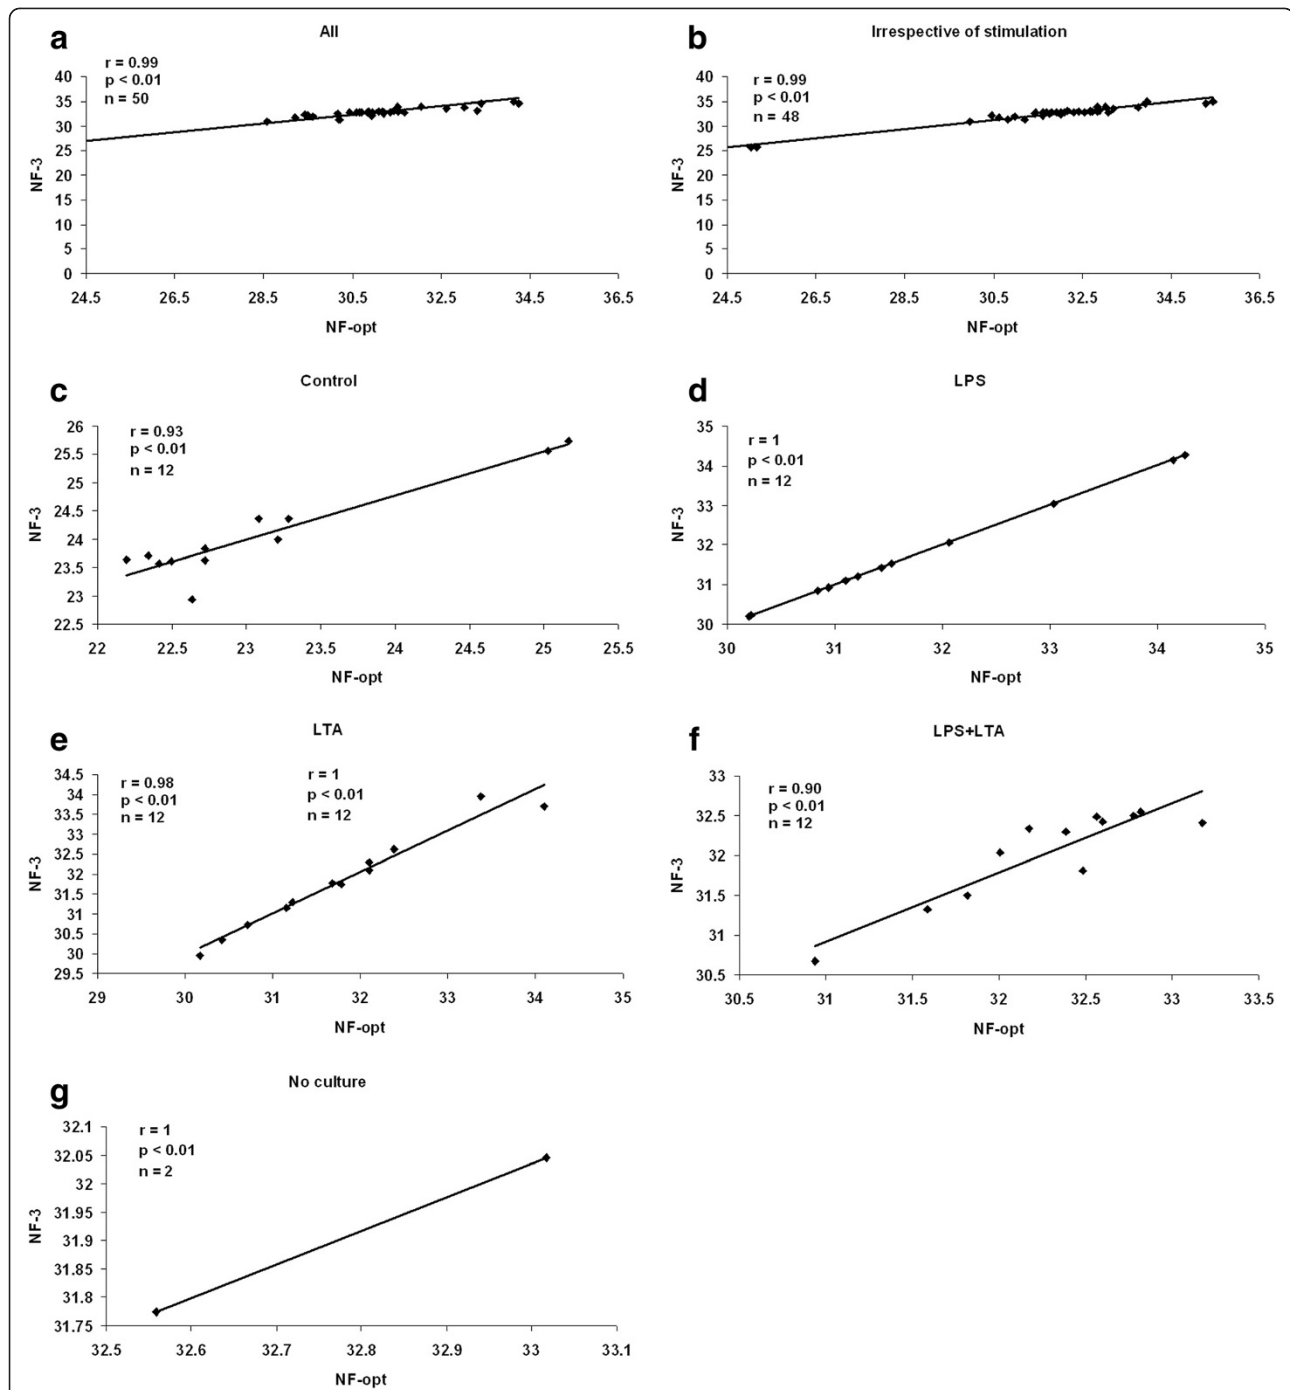 a
All
r = 0.99
p < 0.01
n = 50
40
35
30
25
20
15
10
5
0
NF-3
24.5 26.5 28.5 30.5 32.5 34.5 36.5
NF-opt
b
Irrespective of stimulation
r = 0.99
p < 0.01
n = 48
40
35
30
25
20
15
10
5
0
NF-3
24.5 26.5 28.5 30.5 32.5 34.5 36.5
NF-opt
c
Control
r = 0.93
p < 0.01
n = 12
26
25.5
25
24.5
24
23.5
23
22.5
NF-3
22 22.5 23 23.5 24 24.5 25 25.5
NF-opt
d
LPS
r = 1
p < 0.01
n = 12
35
34
33
32
31
30
NF-3
30 31 32 33 34 35
NF-opt
e
LTA
r = 0.98
p < 0.01
n = 12
r = 1
p < 0.01
n = 12
34.5
34
33.5
33
32.5
32
31.5
31
30.5
30
29.5
NF-3
29 30 31 32 33 34 35
NF-opt
f
LPS+LTA
r = 0.90
p < 0.01
n = 12
33
32.5
32
31.5
31
30.5
NF-3
30.5 31 31.5 32 32.5 33 33.5
NF-opt
g
No culture
r = 1
p < 0.01
n = 2
32.1
32.05
32
31.95
31.9
31.85
31.8
31.75
NF-3
32.5 32.6 32.7 32.8 32.9 33 33.1
NF-opt